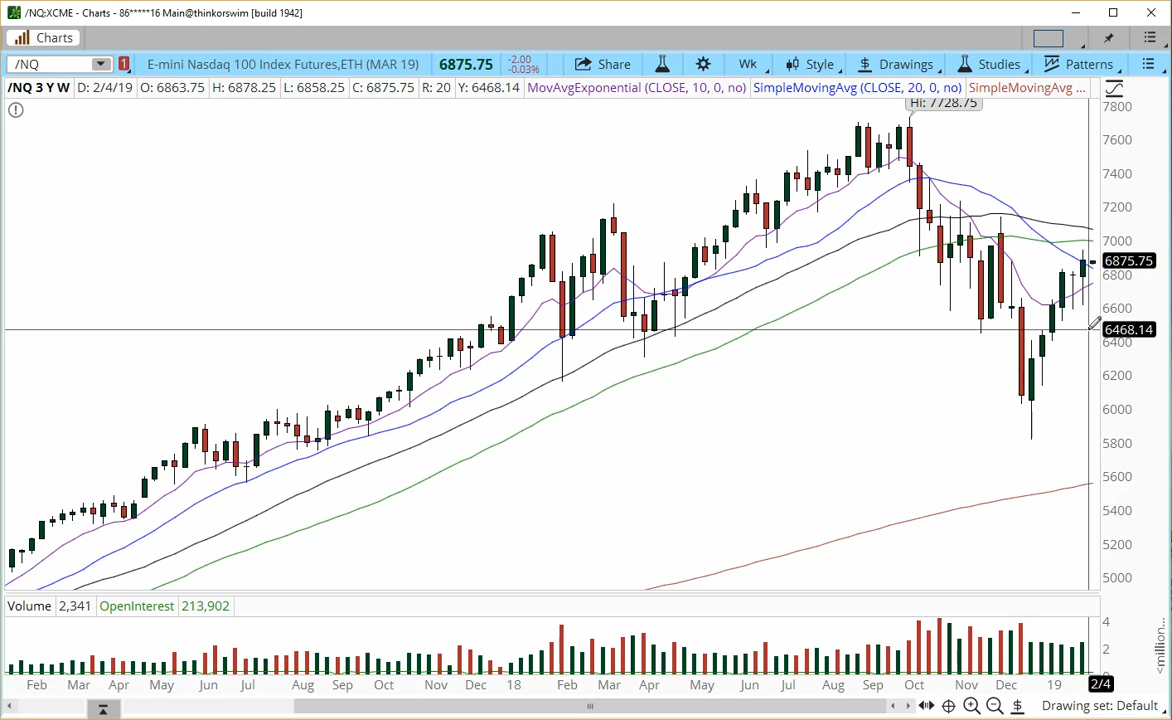 /NQ:XCME - Charts - 86*****16 Main@thinkorswim [build 1942]
Charts
/NQ 1 E-mini Nasdaq 100 Index Futures,ETH (MAR 19) 6875.75 -2.00 -0.03% Share Wk Style $ Drawings Studies Patterns
/NQ 3 Y W D: 2/4/19 O: 6863.75 H: 6878.25 L: 6858.25 C: 6875.75 R: 20 Y: 6468.14 MovAvgExponential (CLOSE, 10, 0, no) SimpleMovingAvg (CLOSE, 20, 0, no) SimpleMovingAvg ...
Hi: 7728.75
7800
7600
7400
7200
7000
6875.75
6800
6600
6468.14
6400
6200
6000
5800
5600
5400
5200
5000
Volume 2,341 OpenInterest 213,902
4
2
<million...
Feb Mar Apr May Jun Jul Aug Sep Oct Nov Dec 18 Feb Mar Apr May Jun Jul Aug Sep Oct Nov Dec 19 2/4
$ Drawing set: Default